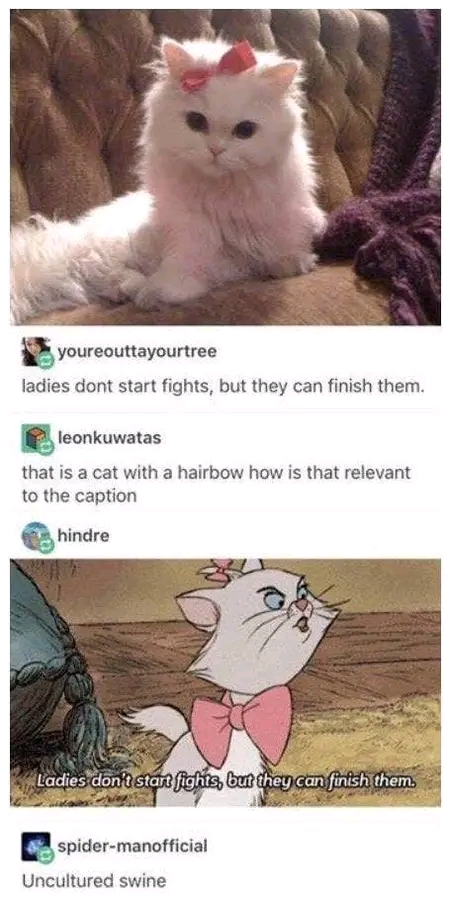 youreouttayourtree
ladies dont start fights, but they can finish them.
leonkuwatas
that is a cat with a hairbow how is that relevant
to the caption
hindre
Ladies don't start fights, but they can finish them.
spider-manofficial
Uncultured swine